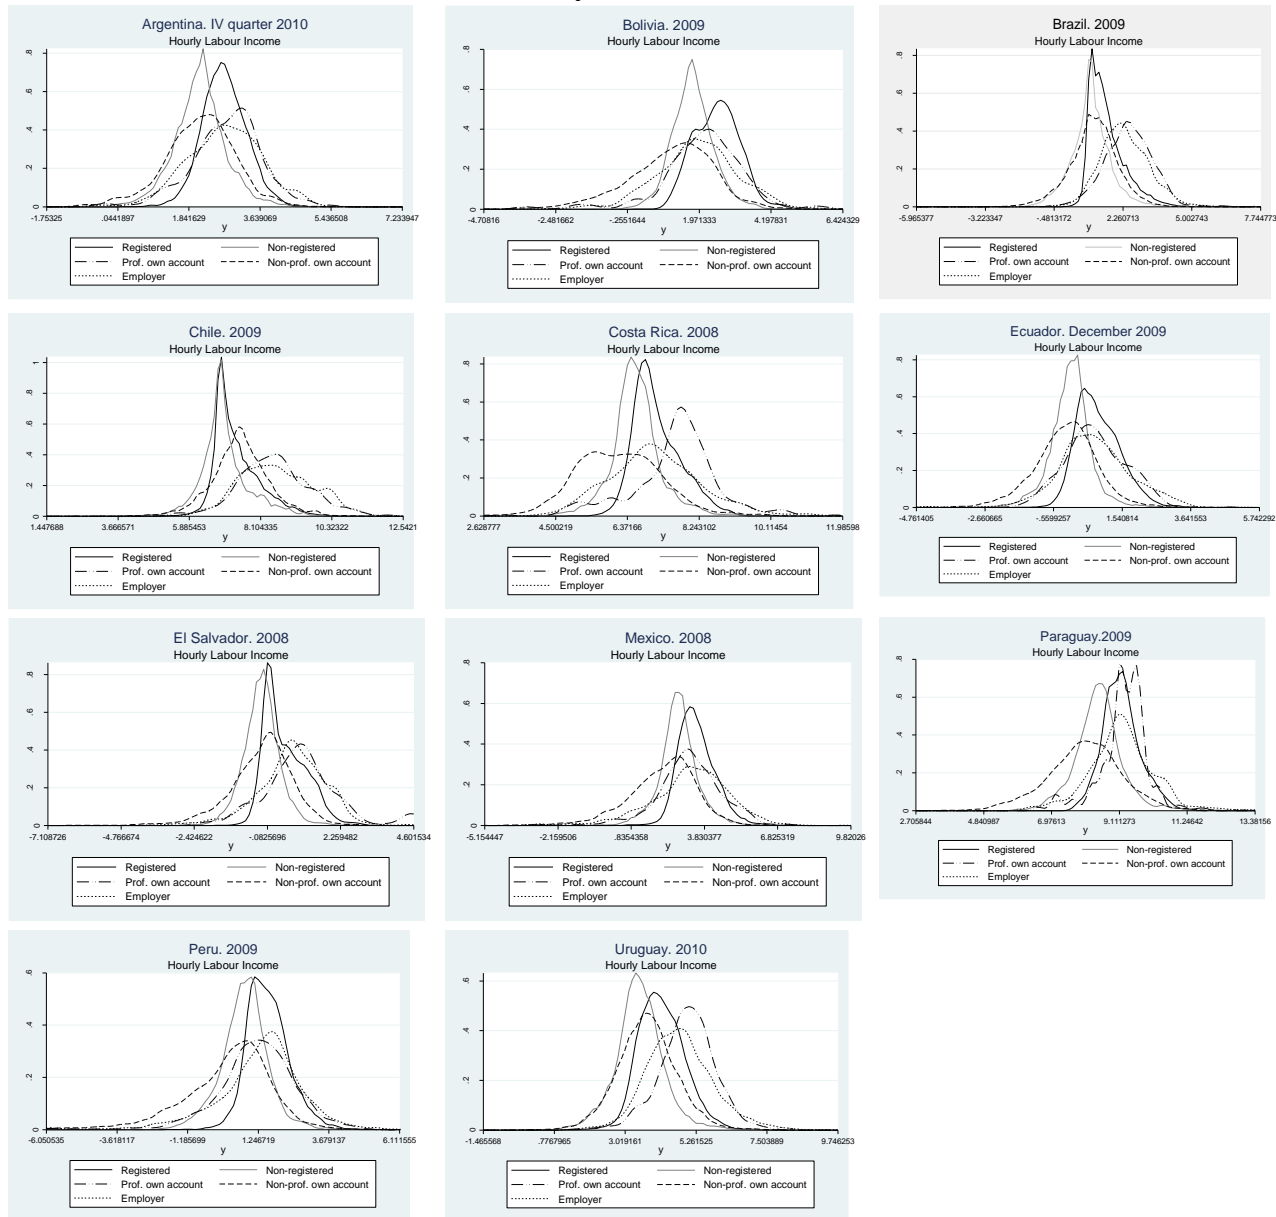 Argentina. IV quarter 2010
Hourly Labour Income
.8
.6
.4
.2
0
-1.75325 .0441897 1.841629 3.639069 5.436508 7.233947
y
Registered Non-registered
Prof. own account Non-prof. own account
Employer
Bolivia. 2009
Hourly Labour Income
.8
.6
.4
.2
0
-4.70816 -2.481662 -.2551644 1.971333 4.197831 6.424329
y
Registered Non-registered
Prof. own account Non-prof. own account
Employer
Brazil. 2009
Hourly Labour Income
.8
.6
.4
.2
0
-5.965377 -3.223347 -.4813172 2.260713 5.002743 7.744773
y
Registered Non-registered
Prof. own account Non-prof. own account
Employer
Chile. 2009
Hourly Labour Income
1
.8
.6
.4
.2
0
1.447688 3.666571 5.885453 8.104335 10.32322 12.5421
y
Registered Non-registered
Prof. own account Non-prof. own account
Employer
Costa Rica. 2008
Hourly Labour Income
.8
.6
.4
.2
0
2.628777 4.500219 6.37166 8.243102 10.11454 11.98598
y
Registered Non-registered
Prof. own account Non-prof. own account
Employer
Ecuador. December 2009
Hourly Labour Income
.8
.6
.4
.2
0
-4.761405 -2.660665 -.5599257 1.540814 3.641553 5.742292
y
Registered Non-registered
Prof. own account Non-prof. own account
Employer
El Salvador. 2008
Hourly Labour Income
.8
.6
.4
.2
0
-7.108726 -4.766674 -2.424622 -.0825696 2.259482 4.601534
y
Registered Non-registered
Prof. own account Non-prof. own account
Employer
Mexico. 2008
Hourly Labour Income
.8
.6
.4
.2
0
-5.154447 -2.159506 .8354358 3.830377 6.825319 9.82026
y
Registered Non-registered
Prof. own account Non-prof. own account
Employer
Paraguay.2009
Hourly Labour Income
.8
.6
.4
.2
0
2.705844 4.840987 6.97613 9.111273 11.24642 13.38156
y
Registered Non-registered
Prof. own account Non-prof. own account
Employer
Peru. 2009
Hourly Labour Income
.6
.4
.2
0
-6.050535 -3.618117 -1.185699 1.246719 3.679137 6.111555
y
Registered Non-registered
Prof. own account Non-prof. own account
Employer
Uruguay. 2010
Hourly Labour Income
.6
.4
.2
0
-1.465568 .7767965 3.019161 5.261525 7.503889 9.746253
y
Registered Non-registered
Prof. own account Non-prof. own account
Employer